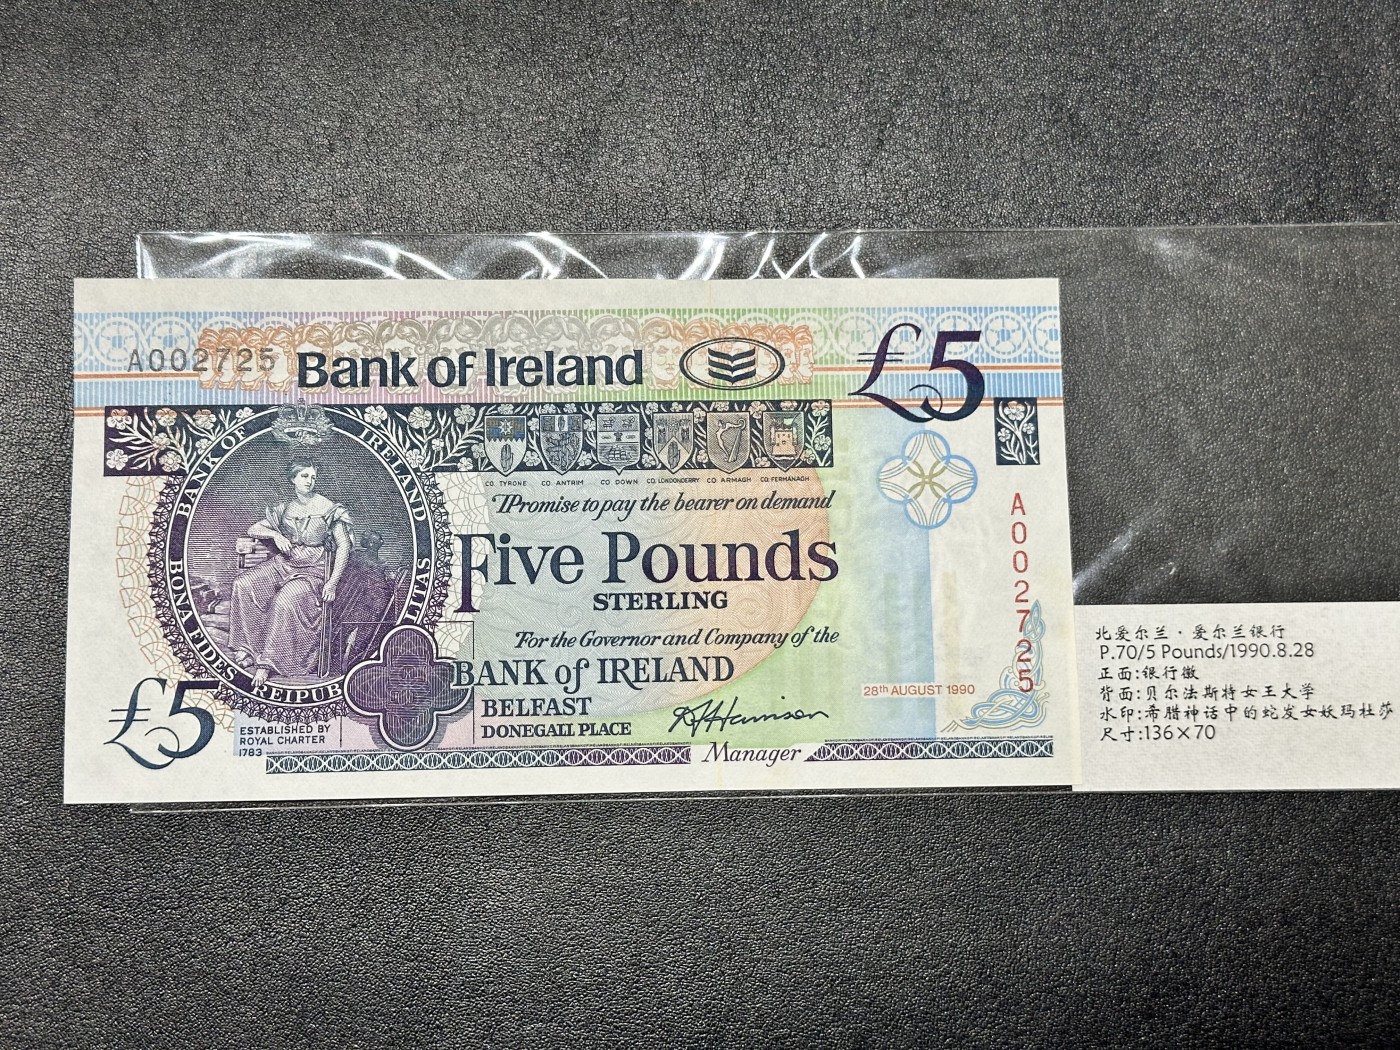 A002725
Bank of Ireland
£5
BANK OF IRELAND
BONA FIDES REIPUB
LITAS
CO. TYRONE CO. ANTRIM CO. DOWN CO. LONDONDERRY CO. ARMAGH CO. FERMANAGH
I Promise to pay the bearer on demand
Five Pounds
STERLING
For the Governor and Company of the
BANK of IRELAND
BELFAST
DONEGALL PLACE
Manager
£5
ESTABLISHED BY
ROYAL CHARTER
1783
28th AUGUST 1990
A002725
北爱尔兰·爱尔兰银行
P.70/5 Pounds/1990.8.28
正面:银行徽
背面:贝尔法斯特女王大学
水印:希腊神话中的蛇发女妖玛杜莎
尺寸:136×70